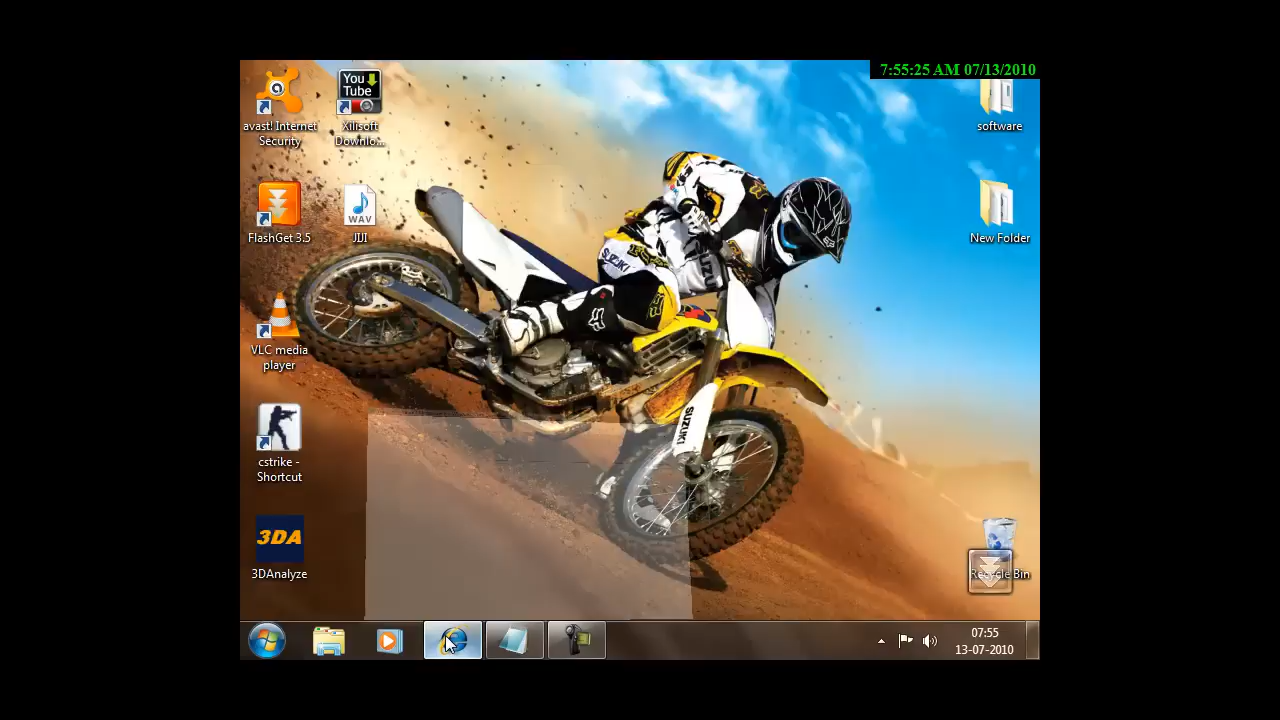 7:55:25 AM 07/13/2010
avast! Internet
Security
You
Tube
Xilisoft
Downlo...
software
FlashGet 3.5
WAV
JIJI
New Folder
SUZUKI
SUZUKI
VLC media
player
SUZUKI
cstrike -
Shortcut
3DA
3DAnalyze
Recycle Bin
07:55
13-07-2010